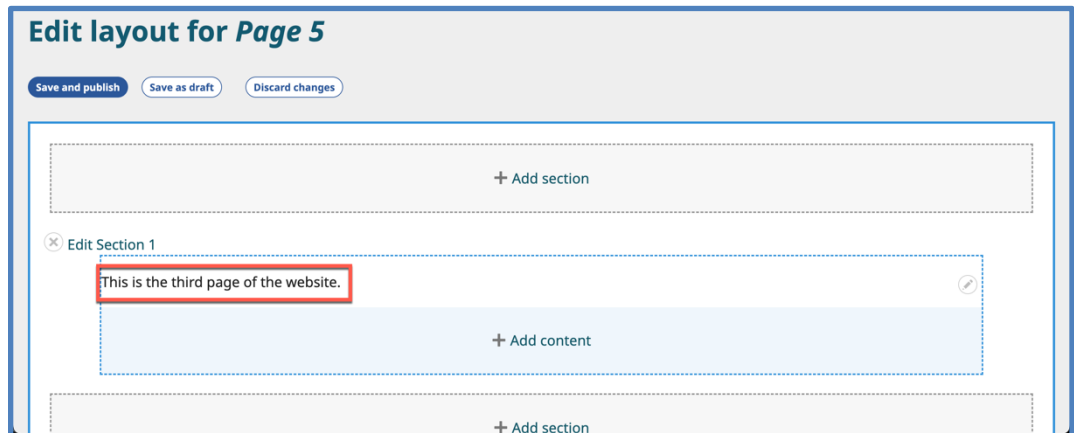 Edit layout for Page 5
Save and publish Save as draft Discard changes
+ Add section
Edit Section 1
This is the third page of the website.
+ Add content
+ Add section